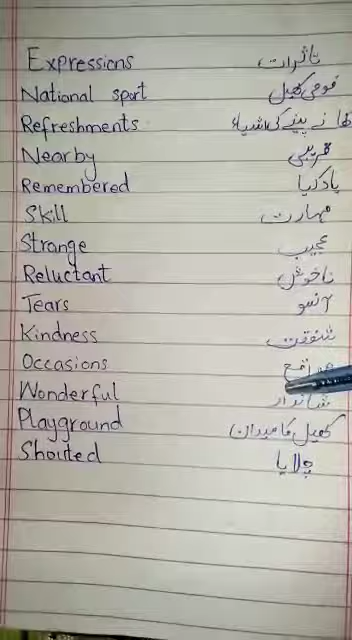 Expressions تاثرات
National sport قومی کھیل
Refreshments کھانے پینے کی اشیاء
Nearby قریبی
Remembered یاد کیا
Skill مہارت
Strange عجیب
Reluctant ناخوش
Tears آنسو
Kindness شفقت
Occasions
Wonderful شاندار
Playground کھیل کا میدان
Shouted چلایا